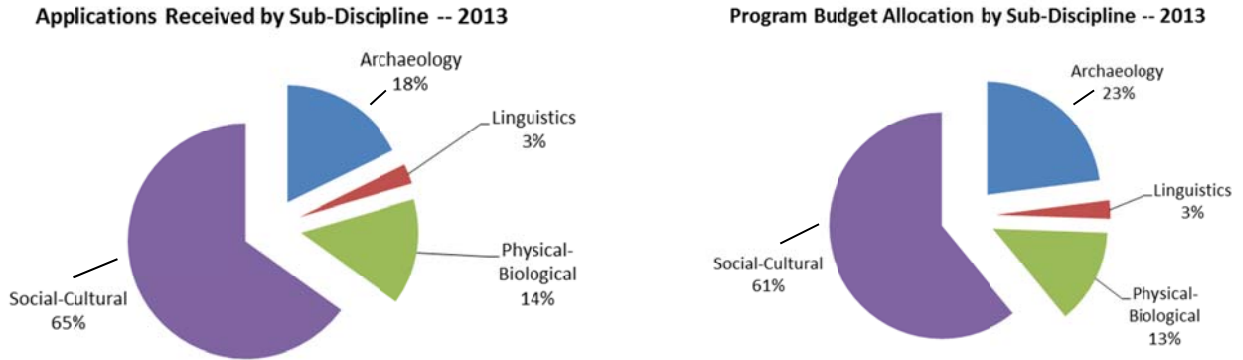 Applications Received by Sub-Discipline -- 2013
Archaeology
18%
Linguistics
3%
Physical-
Biological
14%
Social-Cultural
65%
Program Budget Allocation by Sub-Discipline -- 2013
Archaeology
23%
Linguistics
3%
Physical-
Biological
13%
Social-Cultural
61%